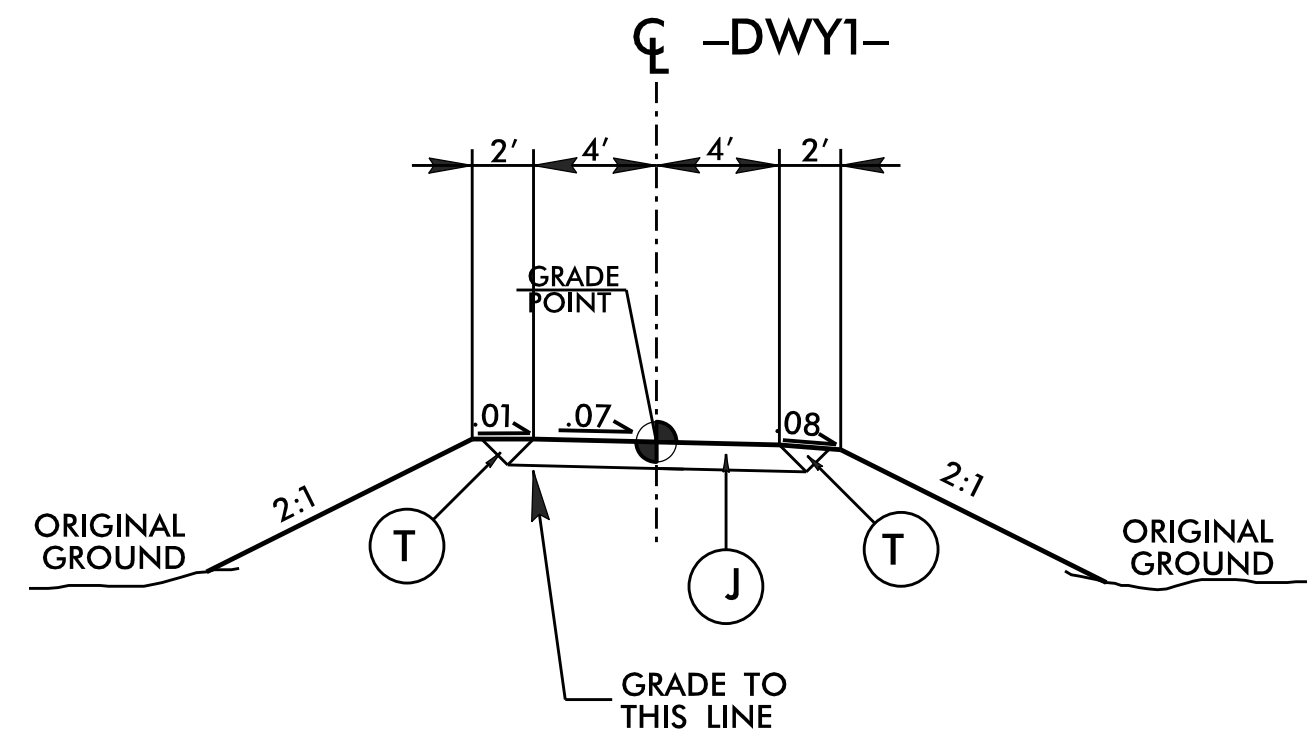 ℄ –DWY1–
2′ 4′ 4′ 2′
GRADE
POINT
.01 .07 .08
2:1 2:1
ORIGINAL
GROUND
T
J
T
ORIGINAL
GROUND
GRADE TO
THIS LINE